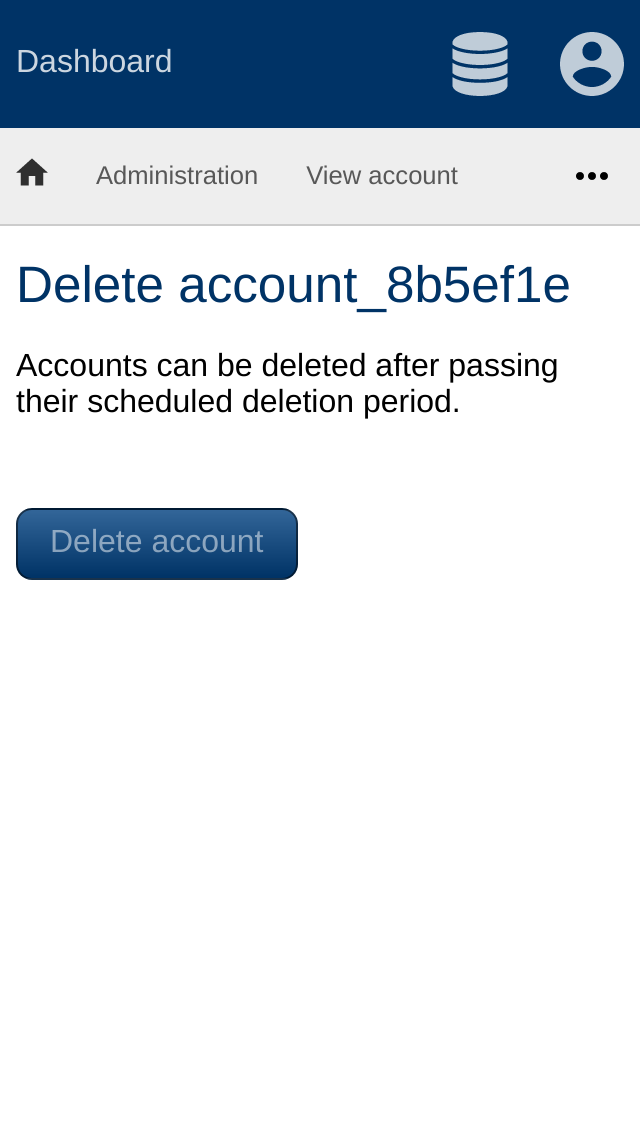 Dashboard
Administration View account
Delete account_8b5ef1e
Accounts can be deleted after passing
their scheduled deletion period.
Delete account